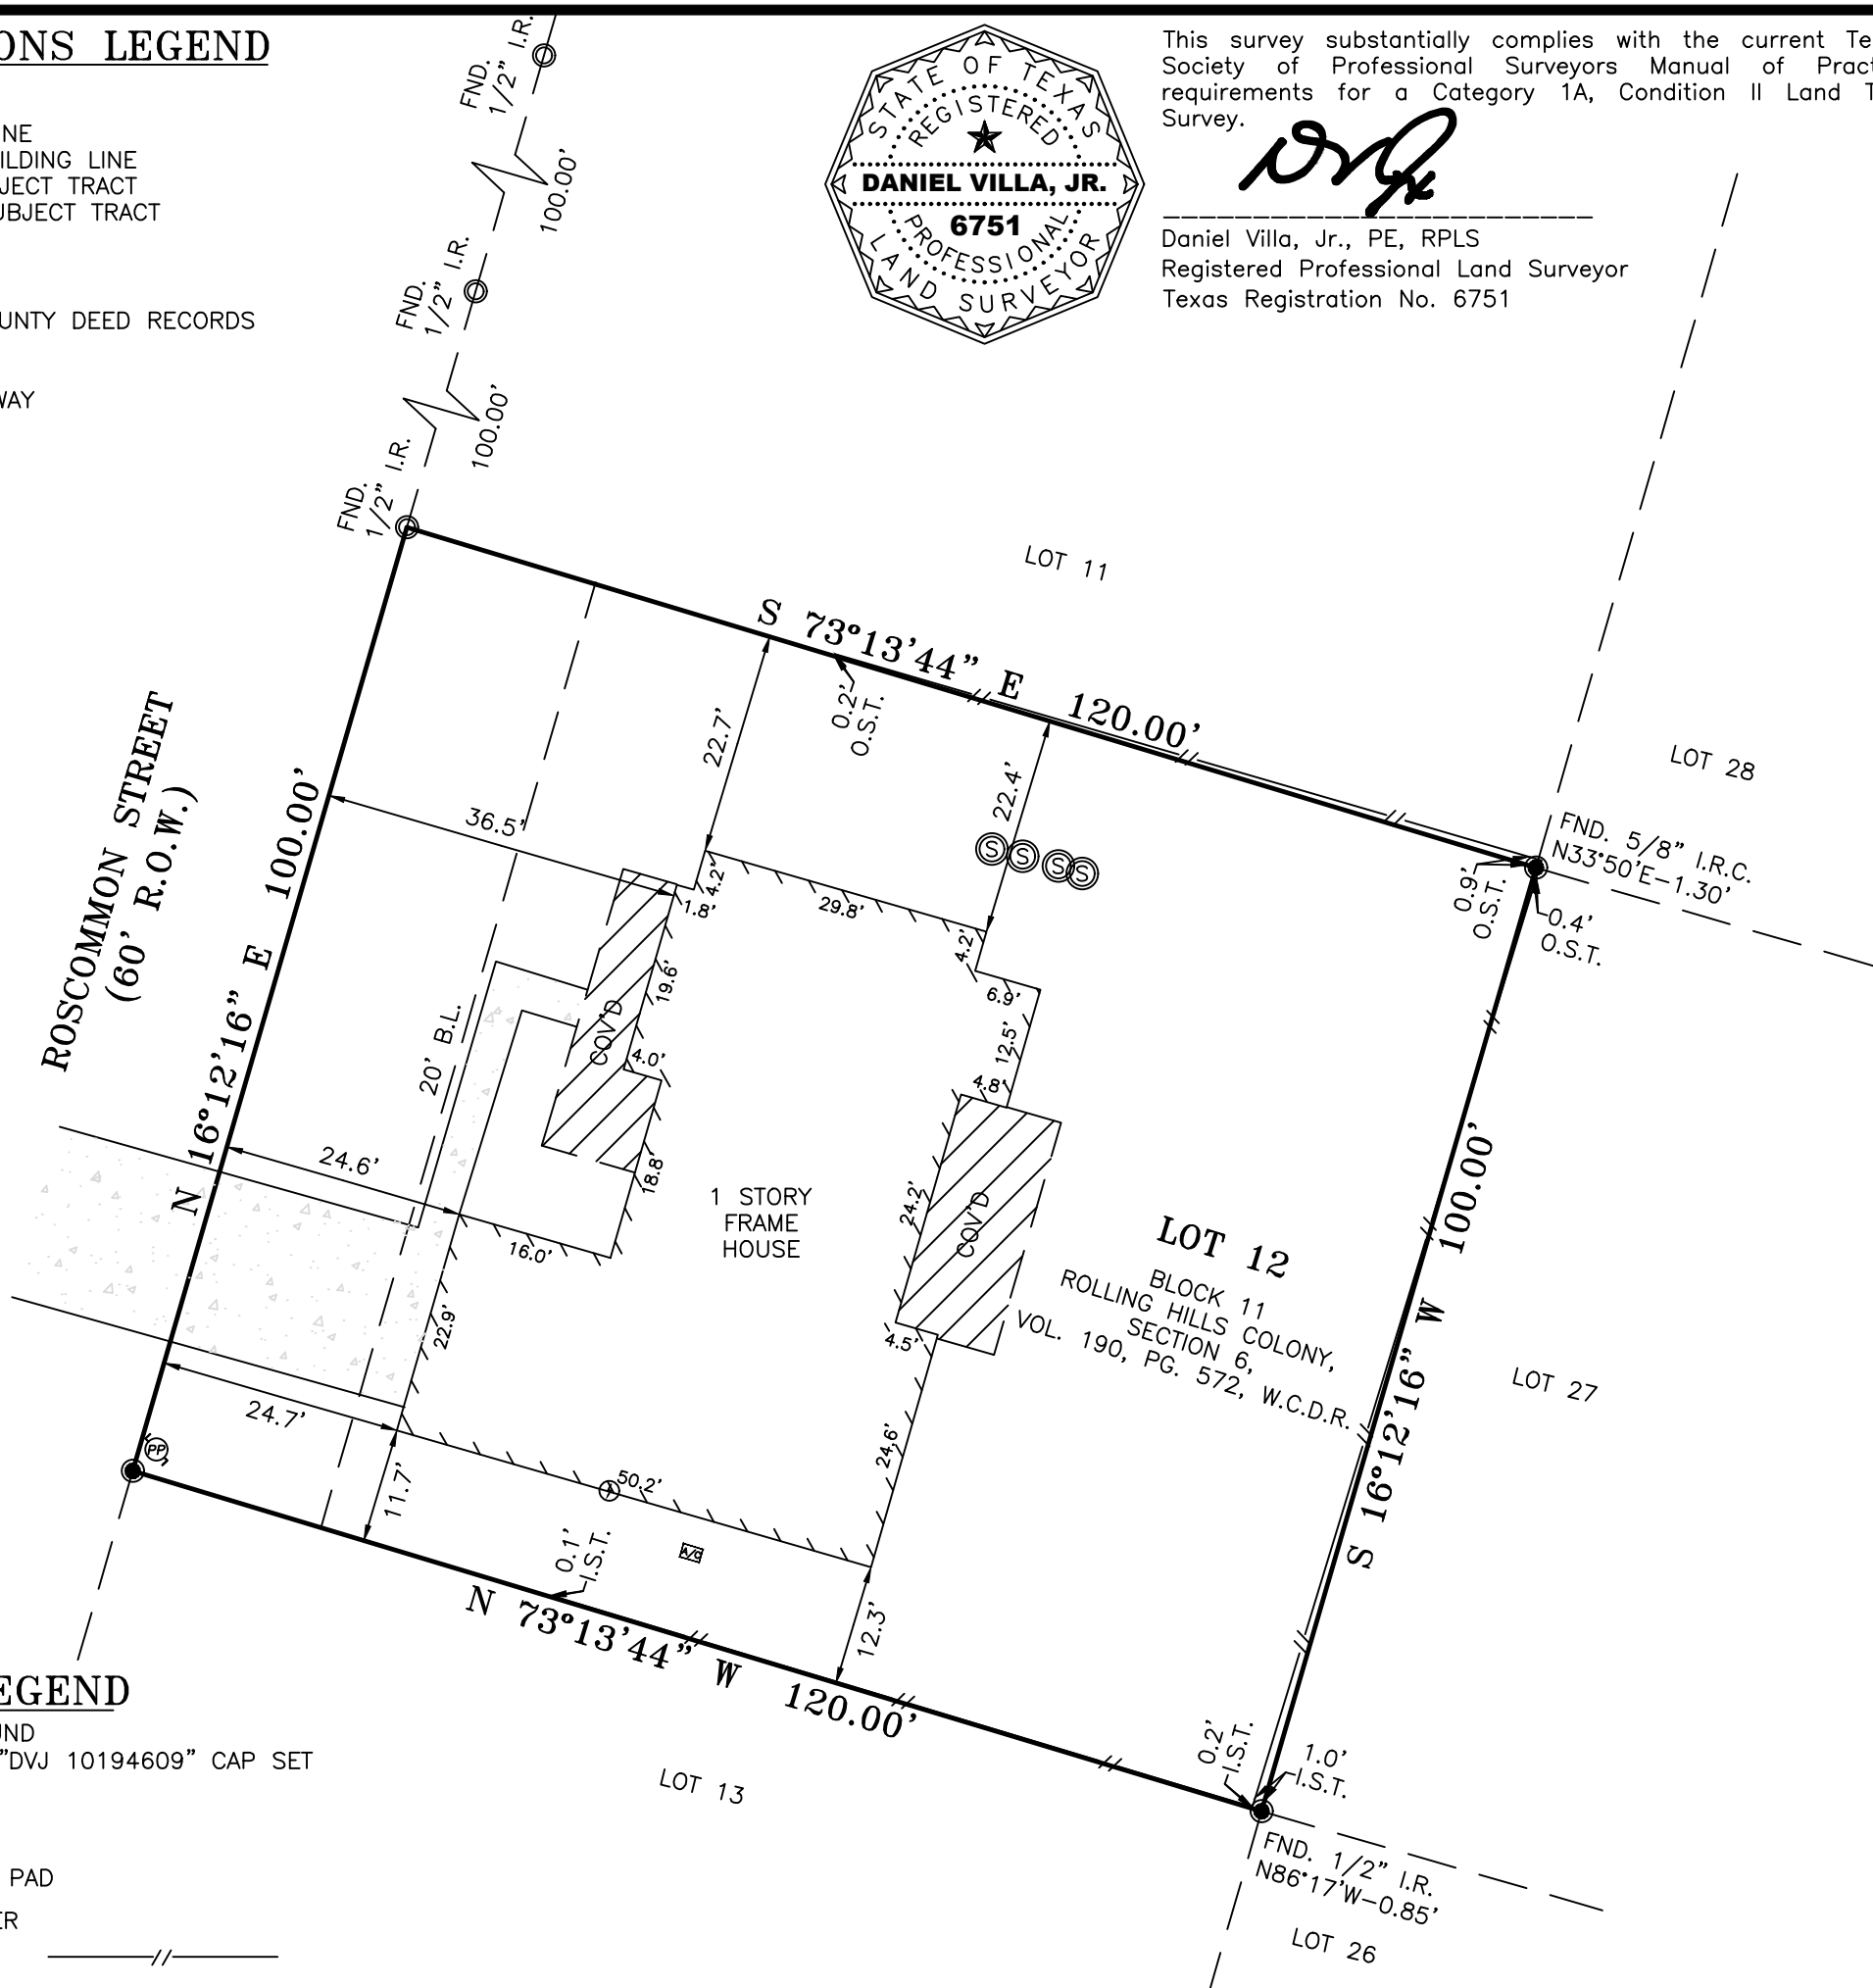 ONS LEGEND
NE
ILDING LINE
JECT TRACT
UBJECT TRACT
UNTY DEED RECORDS
WAY
FND.
1/2" I.R.
100.00'
FND.
1/2" I.R.
100.00'
FND.
1/2" I.R.
STATE OF TEXAS
REGISTERED
DANIEL VILLA, JR.
6751
PROFESSIONAL
LAND SURVEYOR
This survey substantially complies with the current Te
Society of Professional Surveyors Manual of Pract
requirements for a Category 1A, Condition II Land T
Survey.
Daniel Villa, Jr., PE, RPLS
Registered Professional Land Surveyor
Texas Registration No. 6751
LOT 11
S 73°13'44" E 120.00'
0.2'
O.S.T.
22.7'
22.4'
LOT 28
FND. 5/8" I.R.C.
N33°50'E-1.30'
0.9'
O.S.T.
0.4'
O.S.T.
S S S S
ROSCOMMON STREET
(60' R.O.W.)
N 16°12'16" E 100.00'
36.5'
4.2'
1.8'
29.8'
4.2'
6.9'
12.5'
4.8'
19.6'
COV'D
4.0'
20' B.L.
24.6'
18.8'
16.0'
1 STORY
FRAME
HOUSE
24.2'
COV'D
4.5'
LOT 12
BLOCK 11
ROLLING HILLS COLONY,
SECTION 6,
VOL. 190, PG. 572, W.C.D.R.
S 16°12'16" W 100.00'
LOT 27
22.9'
24.7'
PP
11.7'
50.2'
24.6'
A/C
0.1'
I.S.T.
12.3'
N 73°13'44" W 120.00'
LOT 13
0.2'
I.S.T.
1.0'
I.S.T.
FND. 1/2" I.R.
N86°17'W-0.85'
LOT 26
EGEND
UND
"DVJ 10194609" CAP SET
PAD
ER